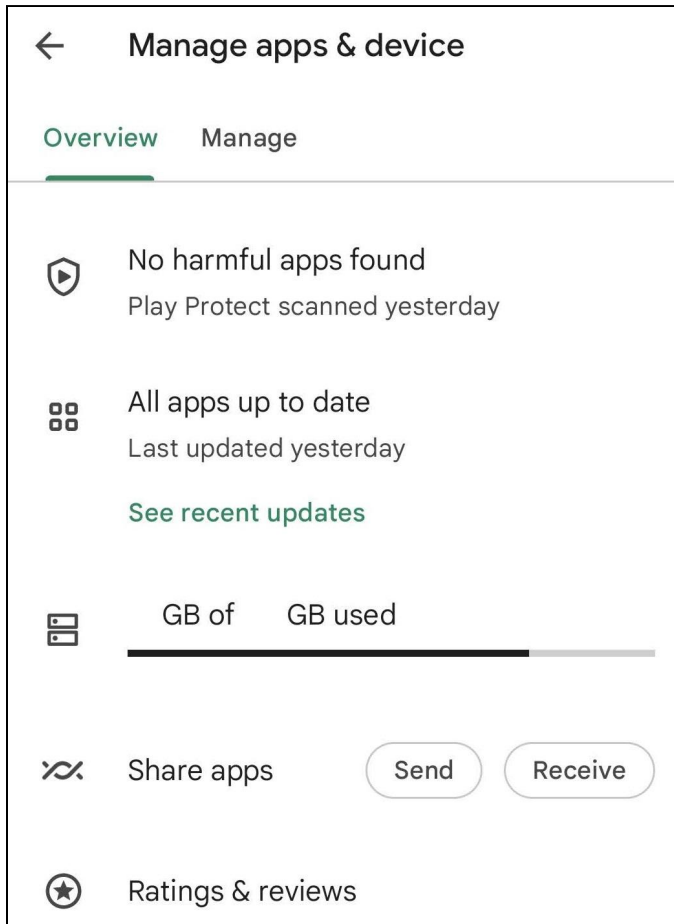 Manage apps & device
Overview Manage
No harmful apps found
Play Protect scanned yesterday
All apps up to date
Last updated yesterday
See recent updates
GB of GB used
Share apps Send Receive
Ratings & reviews